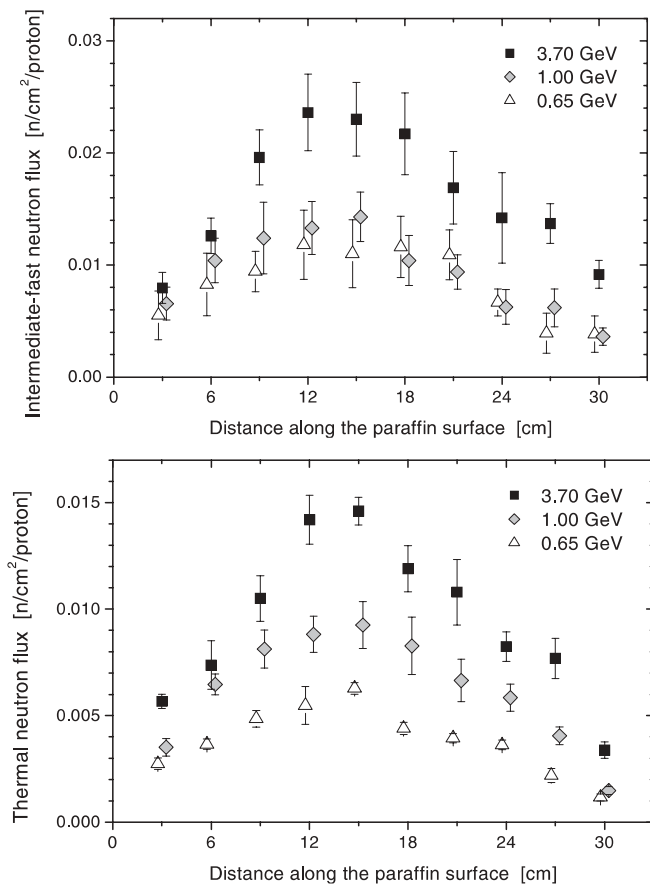 0.03
0.02
0.01
0.00
Intermediate-fast neutron flux [n/cm²/proton]
3.70 GeV
1.00 GeV
0.65 GeV
0 6 12 18 24 30
Distance along the paraffin surface [cm]
0.015
0.010
0.005
0.000
Thermal neutron flux [n/cm²/proton]
3.70 GeV
1.00 GeV
0.65 GeV
0 6 12 18 24 30
Distance along the paraffin surface [cm]